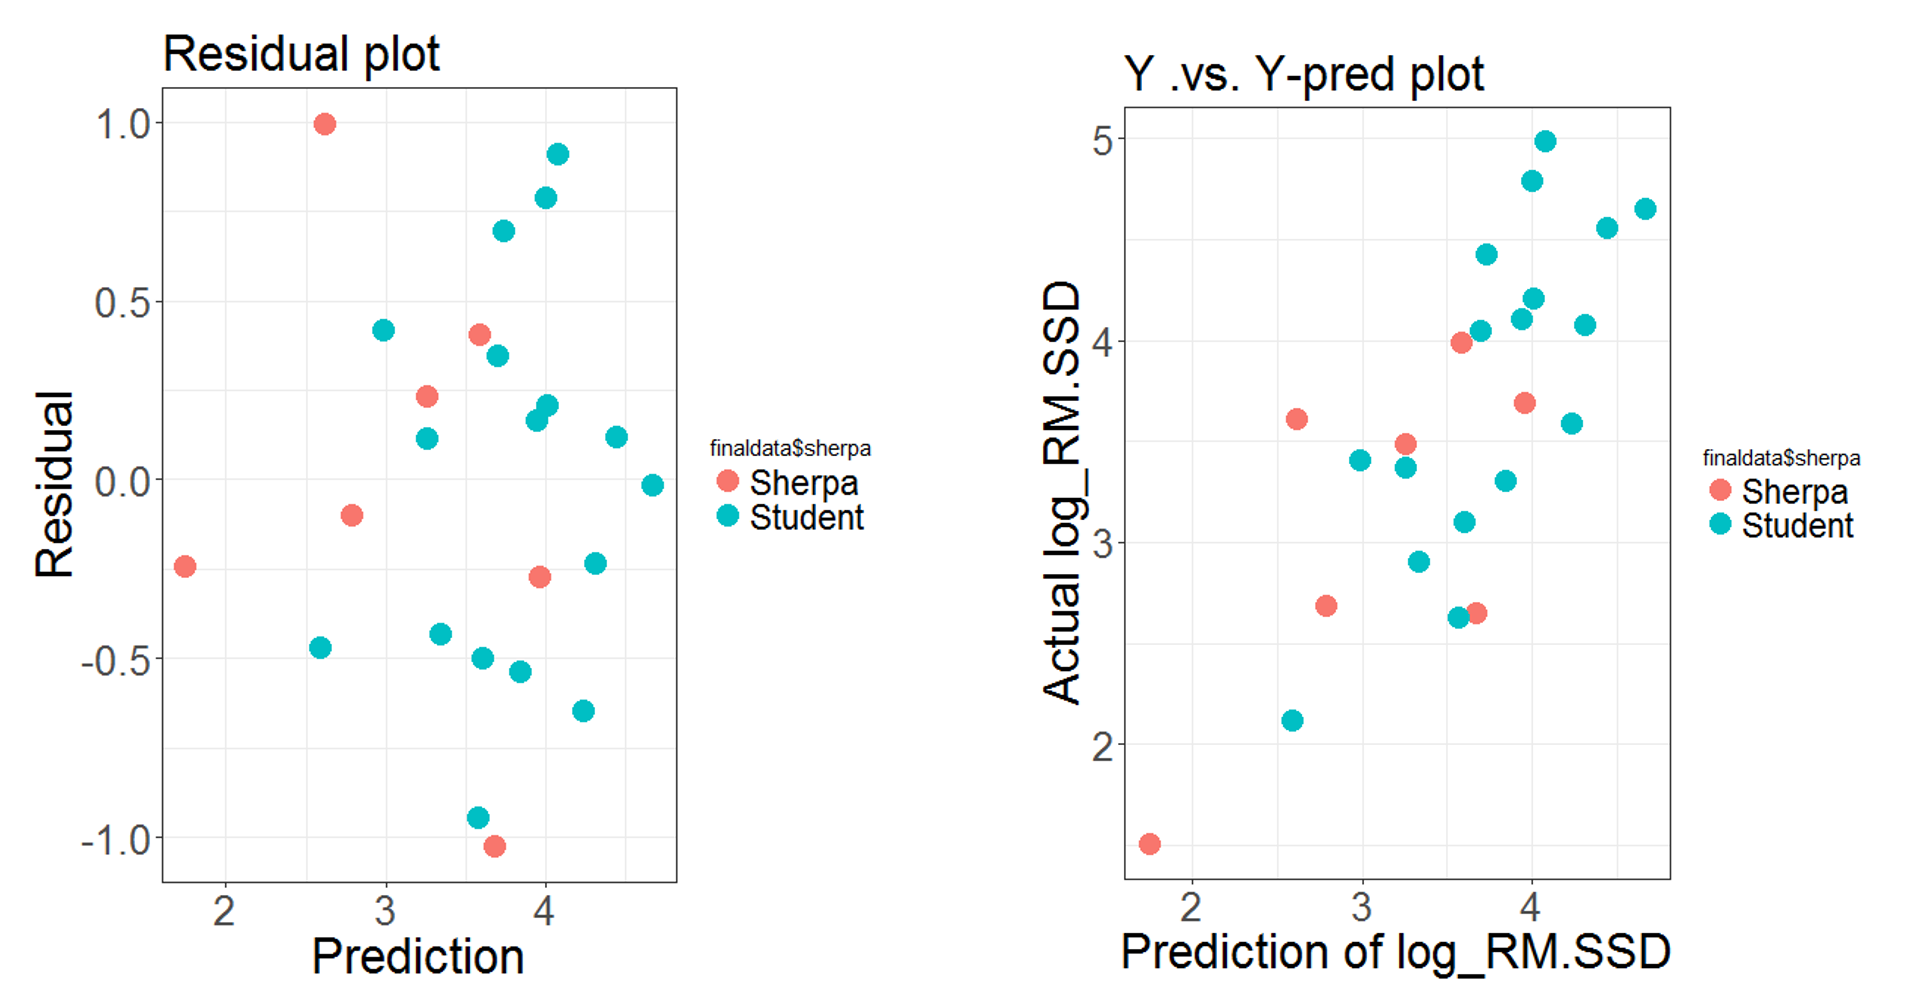 Residual plot
1.0
0.5
0.0
-0.5
-1.0
Residual
2 3 4
Prediction
finaldata$sherpa
Sherpa
Student
Y .vs. Y-pred plot
5
4
3
2
Actual log_RM.SSD
2 3 4
Prediction of log_RM.SSD
finaldata$sherpa
Sherpa
Student